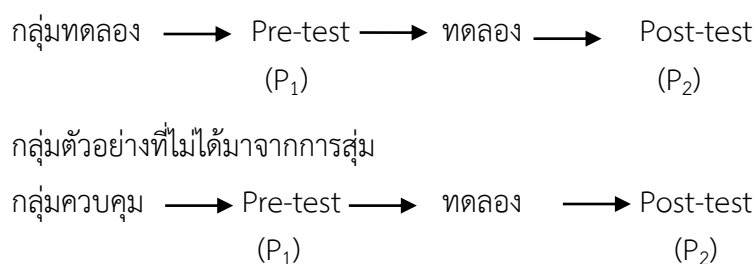 กลุ่มทดลอง → Pre-test → ทดลอง → Post-test
(P₁) (P₂)
กลุ่มตัวอย่างที่ไม่ได้มาจากการสุ่ม
กลุ่มควบคุม → Pre-test → ทดลอง → Post-test
(P₁) (P₂)